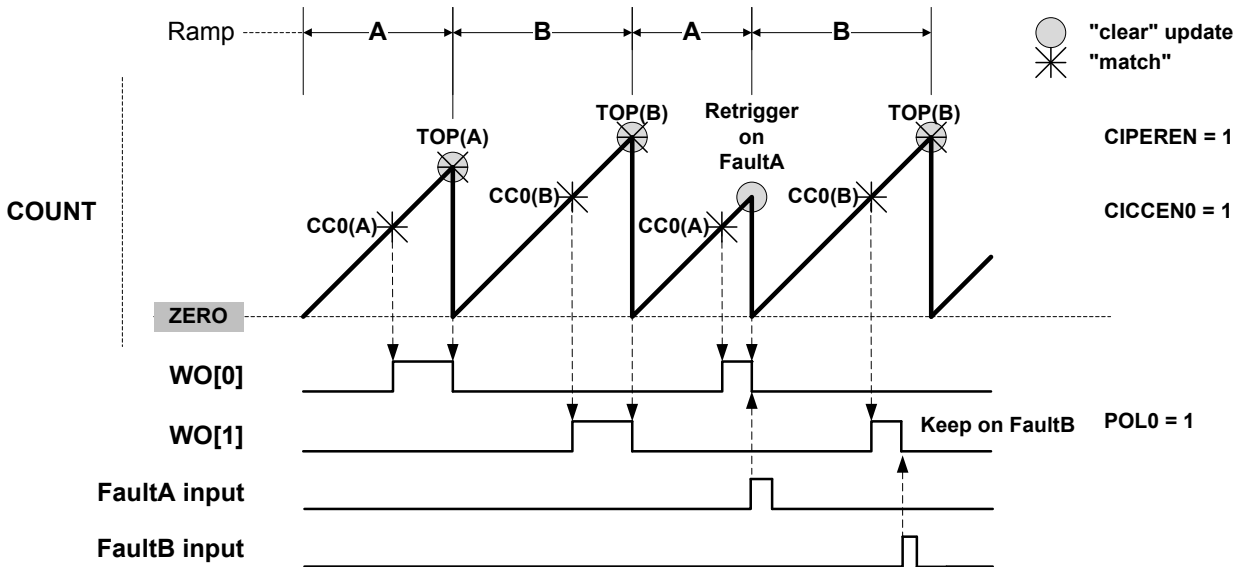 Ramp A B A B
"clear" update
"match"
TOP(A) TOP(B) Retrigger on FaultA TOP(B)
CIPEREN = 1
COUNT
CC0(A) CC0(B) CC0(A) CC0(B)
CICCEN0 = 1
ZERO
WO[0]
WO[1]
Keep on FaultB
POL0 = 1
FaultA input
FaultB input